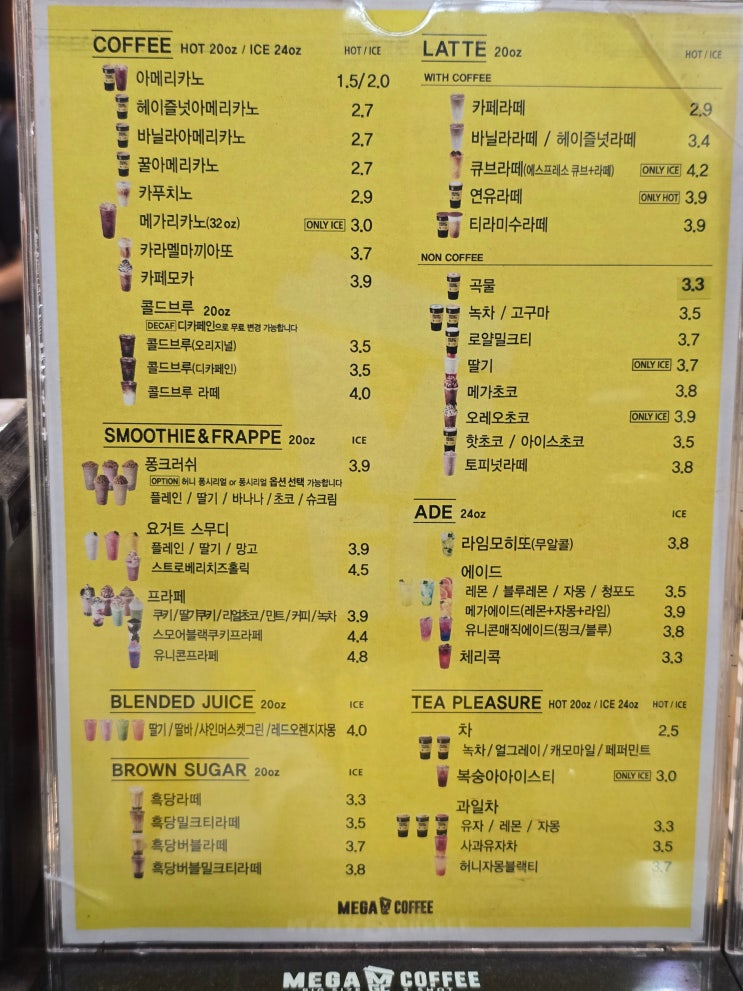 COFFEE HOT 20oz / ICE 24oz HOT / ICE
아메리카노 1.5/2.0
헤이즐넛아메리카노 2.7
바닐라아메리카노 2.7
꿀아메리카노 2.7
카푸치노 2.9
메가리카노(32oz) ONLY ICE 3.0
카라멜마끼아또 3.7
카페모카 3.9
콜드브루 20oz
DECAF 디카페인으로 무료 변경 가능합니다
콜드브루(오리지널) 3.5
콜드브루(디카페인) 3.5
콜드브루 라떼 4.0
SMOOTHIE&FRAPPE 20oz ICE
퐁크러쉬 3.9
OPTION 허니 퐁시리얼 or 퐁시리얼 옵션 선택 가능합니다
플레인 / 딸기 / 바나나 / 초코 / 슈크림
요거트 스무디
플레인 / 딸기 / 망고 3.9
스트로베리치즈홀릭 4.5
프라페
쿠키/딸기쿠키/리얼초코/민트/커피/녹차 3.9
스모어블랙쿠키프라페 4.4
유니콘프라페 4.8
BLENDED JUICE 20oz ICE
딸기/딸바/샤인머스켓그린/레드오렌지자몽 4.0
BROWN SUGAR 20oz ICE
흑당라떼 3.3
흑당밀크티라떼 3.5
흑당버블라떼 3.7
흑당버블밀크티라떼 3.8
LATTE 20oz HOT / ICE
WITH COFFEE
카페라떼 2.9
바닐라라떼 / 헤이즐넛라떼 3.4
큐브라떼(에스프레소 큐브+라떼) ONLY ICE 4.2
연유라떼 ONLY HOT 3.9
티라미수라떼 3.9
NON COFFEE
곡물 3.3
녹차 / 고구마 3.5
로얄밀크티 3.7
딸기 ONLY ICE 3.7
메가초코 3.8
오레오초코 ONLY ICE 3.9
핫초코 / 아이스초코 3.5
토피넛라떼 3.8
ADE 24oz ICE
라임모히또(무알콜) 3.8
에이드
레몬 / 블루레몬 / 자몽 / 청포도 3.5
메가에이드(레몬+자몽+라임) 3.9
유니콘매직에이드(핑크/블루) 3.8
체리콕 3.3
TEA PLEASURE HOT 20oz / ICE 24oz HOT / ICE
차 2.5
녹차/얼그레이/캐모마일/페퍼민트
복숭아아이스티 ONLY ICE 3.0
과일차
유자 / 레몬 / 자몽 3.3
사과유자차 3.5
허니자몽블랙티 3.7
MEGA COFFEE
MEGA COFFEE